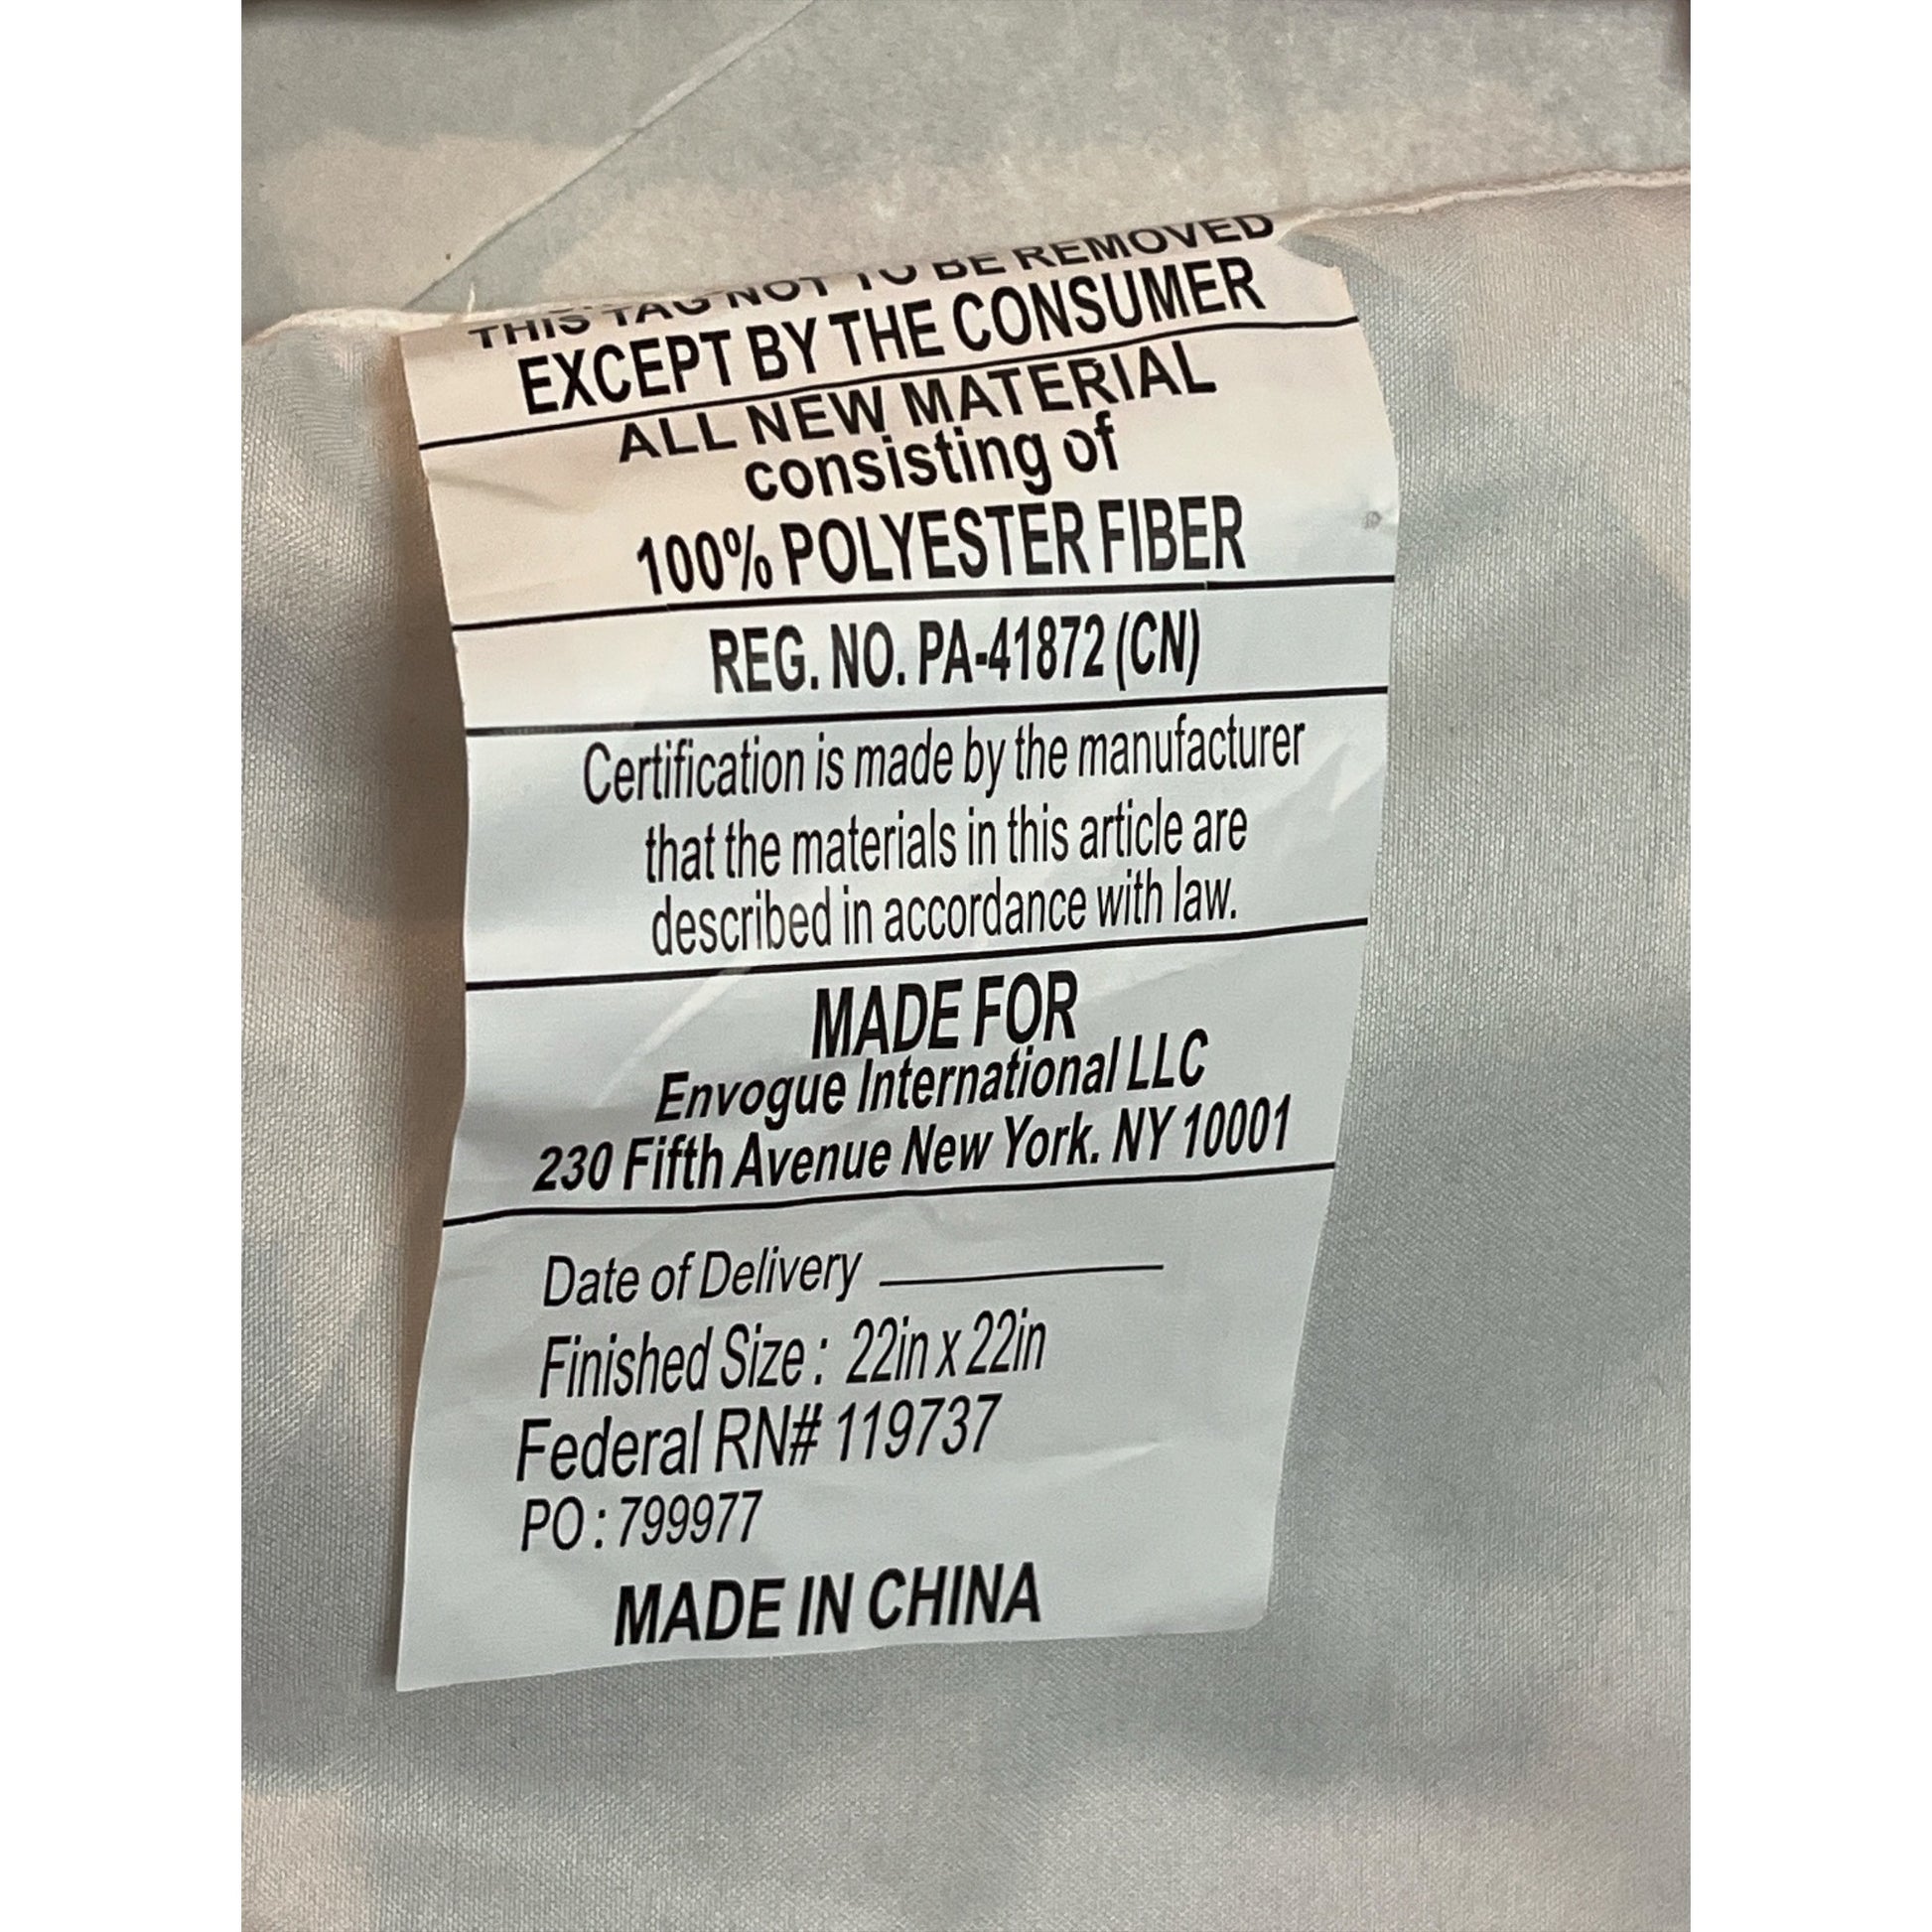 THIS TAG NOT TO BE REMOVED
EXCEPT BY THE CONSUMER
ALL NEW MATERIAL
consisting of
100% POLYESTER FIBER
REG. NO. PA-41872 (CN)
Certification is made by the manufacturer
that the materials in this article are
described in accordance with law.
MADE FOR
Envogue International LLC
230 Fifth Avenue New York. NY 10001
Date of Delivery
Finished Size : 22in x 22in
Federal RN# 119737
PO : 799977
MADE IN CHINA